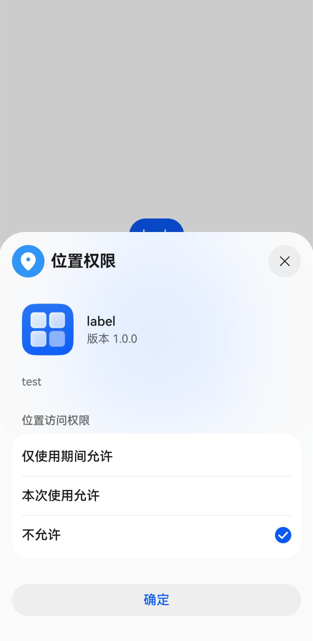 位置权限
label
版本 1.0.0
test
位置访问权限
仅使用期间允许
本次使用允许
不允许
确定